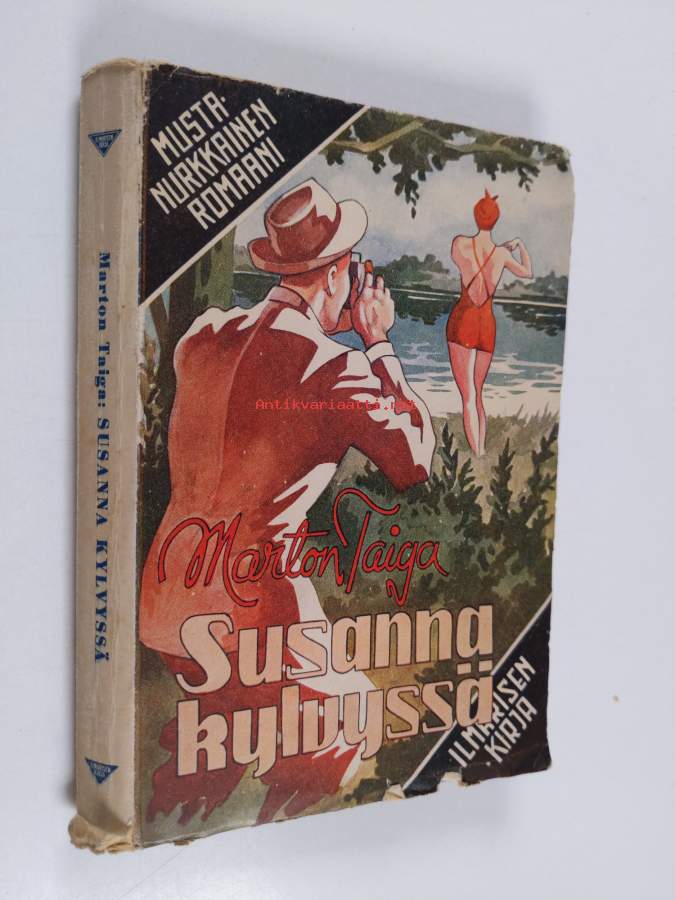 MUSTA-
NURKKAINEN
ROMAANI
Antikvariaatti.net
Marton Taiga
Susanna
kylvyssä
ILMARISEN
KIRJA
Marton Taiga: SUSANNA KYLVYSSÄ